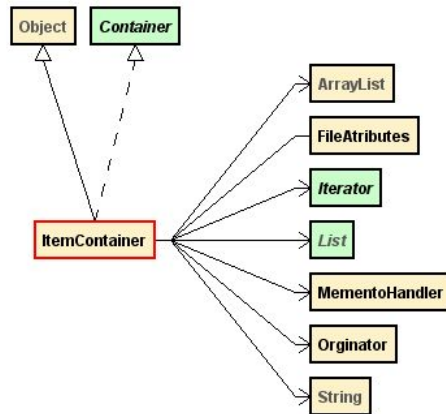 Object
Container
ArrayList
FileAtributes
Iterator
ItemContainer
List
MementoHandler
Orginator
String